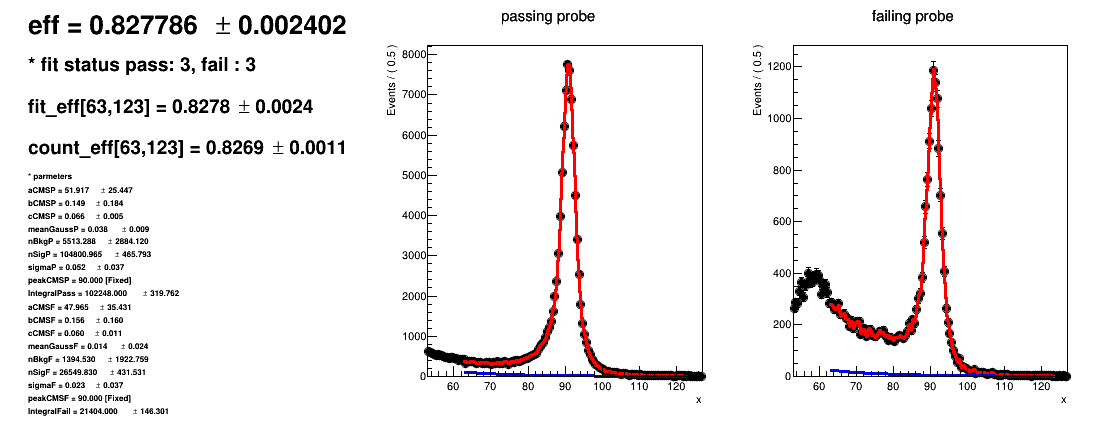 eff = 0.827786 ± 0.002402
* fit status pass: 3, fail : 3
fit_eff[63,123] = 0.8278 ± 0.0024
count_eff[63,123] = 0.8269 ± 0.0011
* parmeters
aCMSP = 51.917 ± 25.447
bCMSP = 0.149 ± 0.184
cCMSP = 0.066 ± 0.005
meanGaussP = 0.038 ± 0.009
nBkgP = 5513.288 ± 2884.120
nSigP = 104800.965 ± 465.793
sigmaP = 0.052 ± 0.037
peakCMSP = 90.000 [Fixed]
IntegralPass = 102248.000 ± 319.762
aCMSF = 47.965 ± 35.431
bCMSF = 0.156 ± 0.160
cCMSF = 0.060 ± 0.011
meanGaussF = 0.014 ± 0.024
nBkgF = 1394.530 ± 1922.759
nSigF = 26549.830 ± 431.531
sigmaF = 0.023 ± 0.037
peakCMSF = 90.000 [Fixed]
IntegralFail = 21404.000 ± 146.301
passing probe
Events / ( 0.5 )
8000
7000
6000
5000
4000
3000
2000
1000
0
60 70 80 90 100 110 120
x
failing probe
Events / ( 0.5 )
1200
1000
800
600
400
200
0
60 70 80 90 100 110 120
x